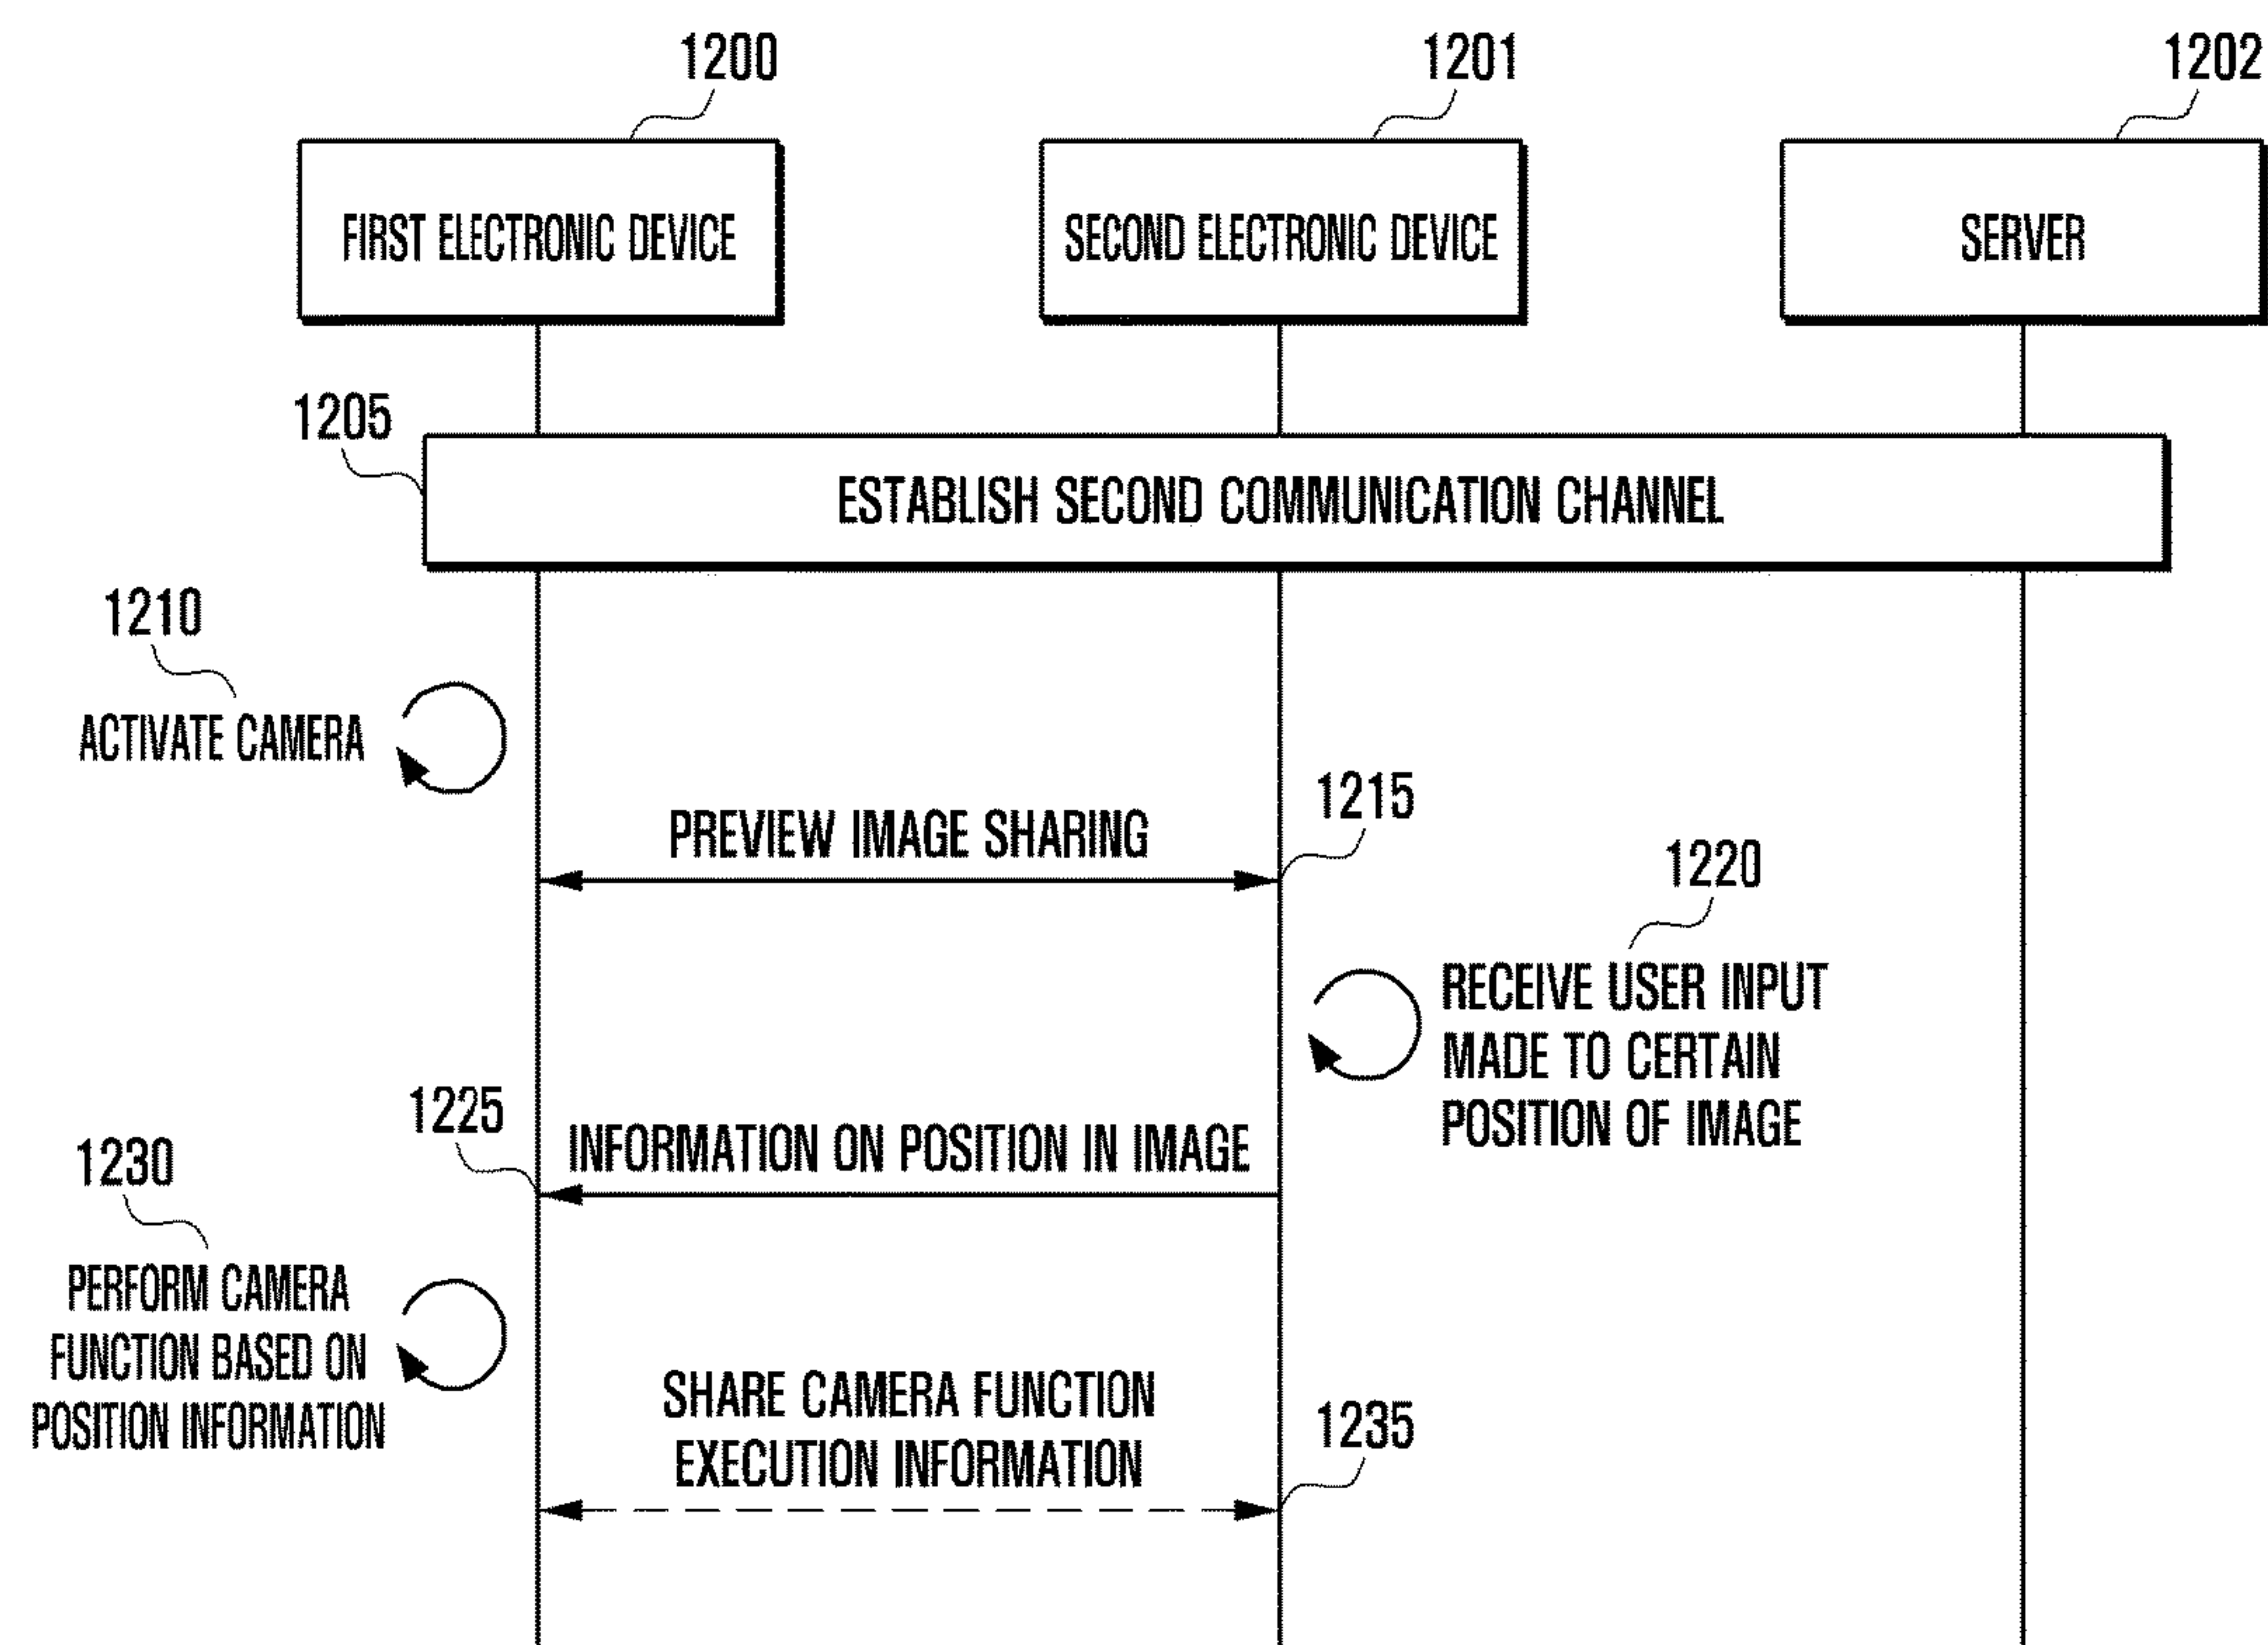 1200
1201
1202
FIRST ELECTRONIC DEVICE
SECOND ELECTRONIC DEVICE
SERVER
1205
ESTABLISH SECOND COMMUNICATION CHANNEL
1210
ACTIVATE CAMERA
1215
PREVIEW IMAGE SHARING
1220
RECEIVE USER INPUT
MADE TO CERTAIN
POSITION OF IMAGE
1225
INFORMATION ON POSITION IN IMAGE
1230
PERFORM CAMERA
FUNCTION BASED ON
POSITION INFORMATION
SHARE CAMERA FUNCTION
EXECUTION INFORMATION
1235